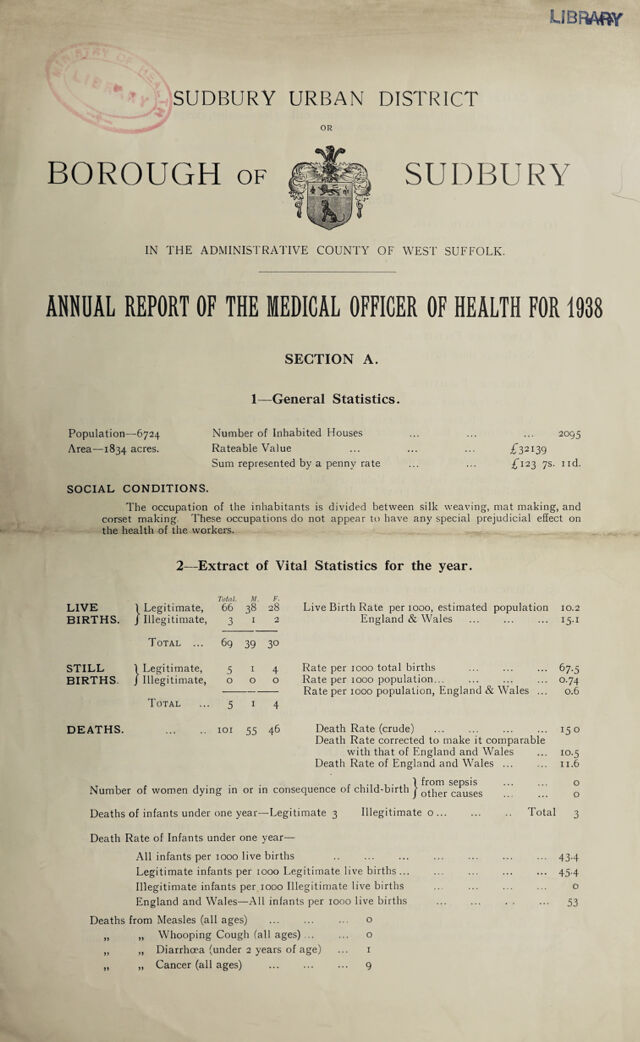 LIBRARY
MINISTRY OF HEALTH
LIBRARY
SUDBURY URBAN DISTRICT
OR
BOROUGH OF SUDBURY
IN THE ADMINISTRATIVE COUNTY OF WEST SUFFOLK.
ANNUAL REPORT OF THE MEDICAL OFFICER OF HEALTH FOR 1938
SECTION A.
1—General Statistics.
Population—6724 Number of Inhabited Houses ... ... ... 2095
Area—1834 acres. Rateable Value ... ... ... £32139
Sum represented by a penny rate ... ... £123 7s. 11d.
SOCIAL CONDITIONS.
The occupation of the inhabitants is divided between silk weaving, mat making, and
corset making. These occupations do not appear to have any special prejudicial effect on
the health of the workers.
2—Extract of Vital Statistics for the year.
Total. M. F.
LIVE } Legitimate, 66 38 28 Live Birth Rate per 1000, estimated population 10.2
BIRTHS. } Illegitimate, 3 1 2 England & Wales ... ... ... 15.1
TOTAL ... 69 39 30
STILL } Legitimate, 5 1 4 Rate per 1000 total births ... ... ... 67.5
BIRTHS. } Illegitimate, 0 0 0 Rate per 1000 population... ... ... ... 0.74
Rate per 1000 population, England & Wales ... 0.6
TOTAL ... 5 1 4
DEATHS. ... .. 101 55 46 Death Rate (crude) ... ... ... ... 15 0
Death Rate corrected to make it comparable
with that of England and Wales ... 10.5
Death Rate of England and Wales ... ... 11.6
Number of women dying in or in consequence of child-birth } from sepsis ... ... 0
} other causes ... ... 0
Deaths of infants under one year—Legitimate 3 Illegitimate 0... ... .. Total 3
Death Rate of Infants under one year—
All infants per 1000 live births .. ... ... ... ... ... ... 43.4
Legitimate infants per 1000 Legitimate live births... ... ... ... ... 45.4
Illegitimate infants per 1000 Illegitimate live births ... ... ... ... 0
England and Wales—All infants per 1000 live births ... ... .. ... 53
Deaths from Measles (all ages) ... ... ... 0
„ „ Whooping Cough (all ages)... ... 0
„ „ Diarrhœa (under 2 years of age) ... 1
„ „ Cancer (all ages) ... ... ... 9